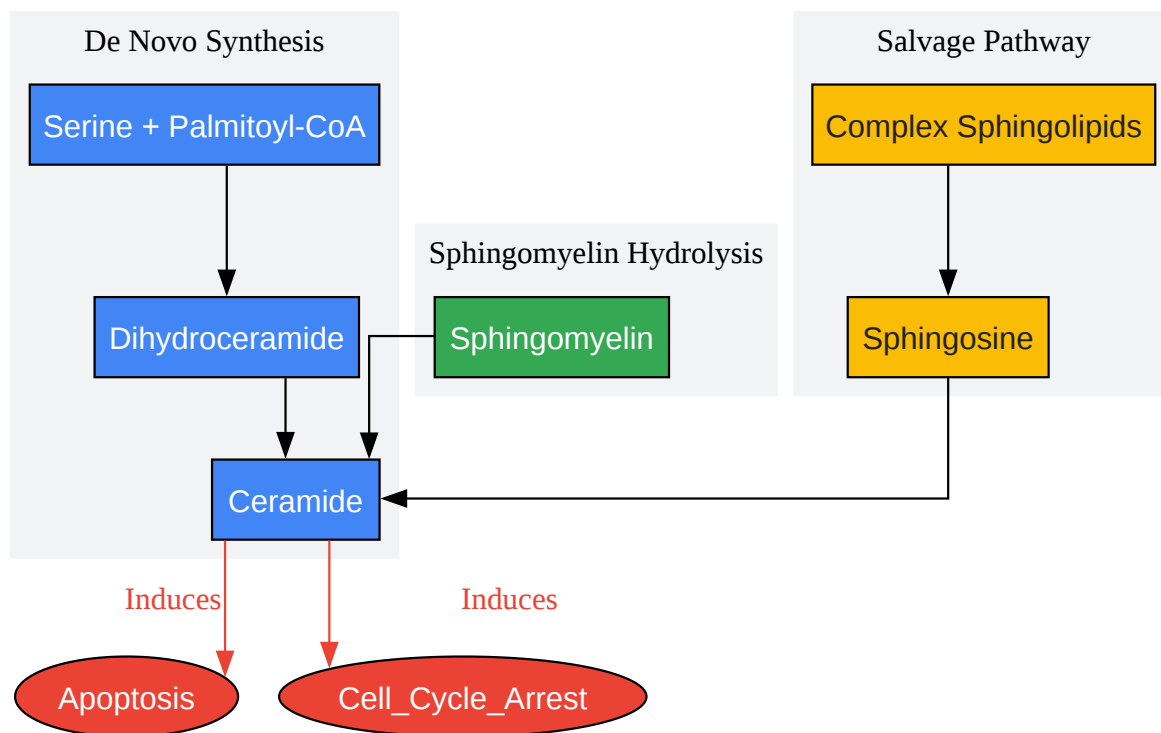 De Novo Synthesis
Salvage Pathway
Serine + Palmitoyl-CoA
Complex Sphingolipids
Sphingomyelin Hydrolysis
Dihydroceramide
Sphingomyelin
Sphingosine
Ceramide
Induces
Induces
Apoptosis
Cell_Cycle_Arrest